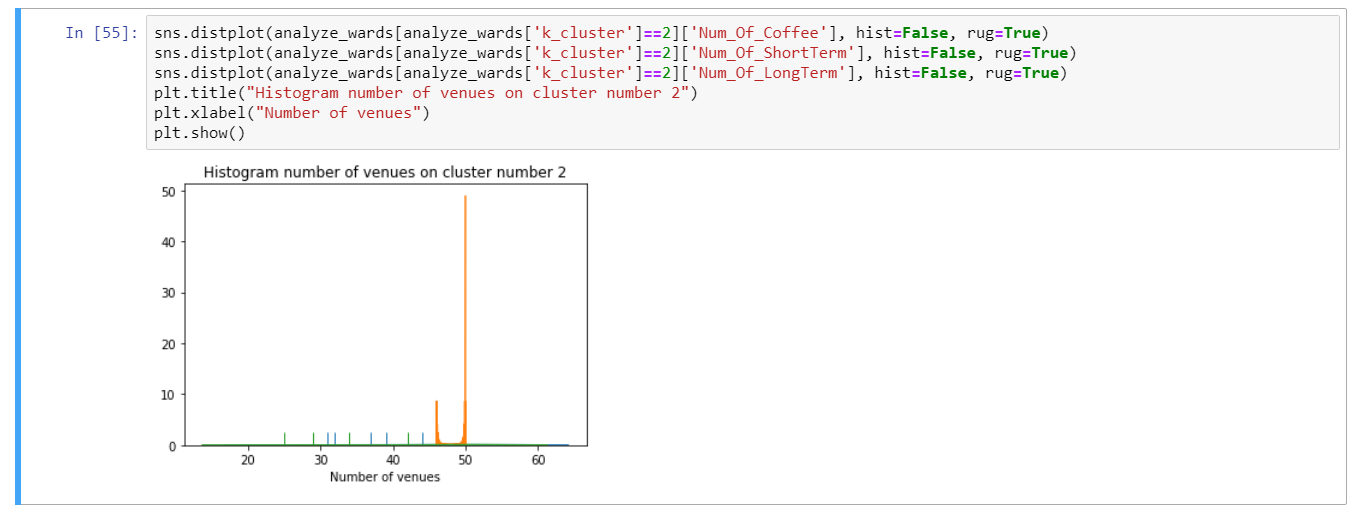 In [55]: sns.distplot(analyze_wards[analyze_wards['k_cluster']==2]['Num_Of_Coffee'], hist=False, rug=True)
sns.distplot(analyze_wards[analyze_wards['k_cluster']==2]['Num_Of_ShortTerm'], hist=False, rug=True)
sns.distplot(analyze_wards[analyze_wards['k_cluster']==2]['Num_Of_LongTerm'], hist=False, rug=True)
plt.title("Histogram number of venues on cluster number 2")
plt.xlabel("Number of venues")
plt.show()
Histogram number of venues on cluster number 2
50
40
30
20
10
0
20 30 40 50 60
Number of venues